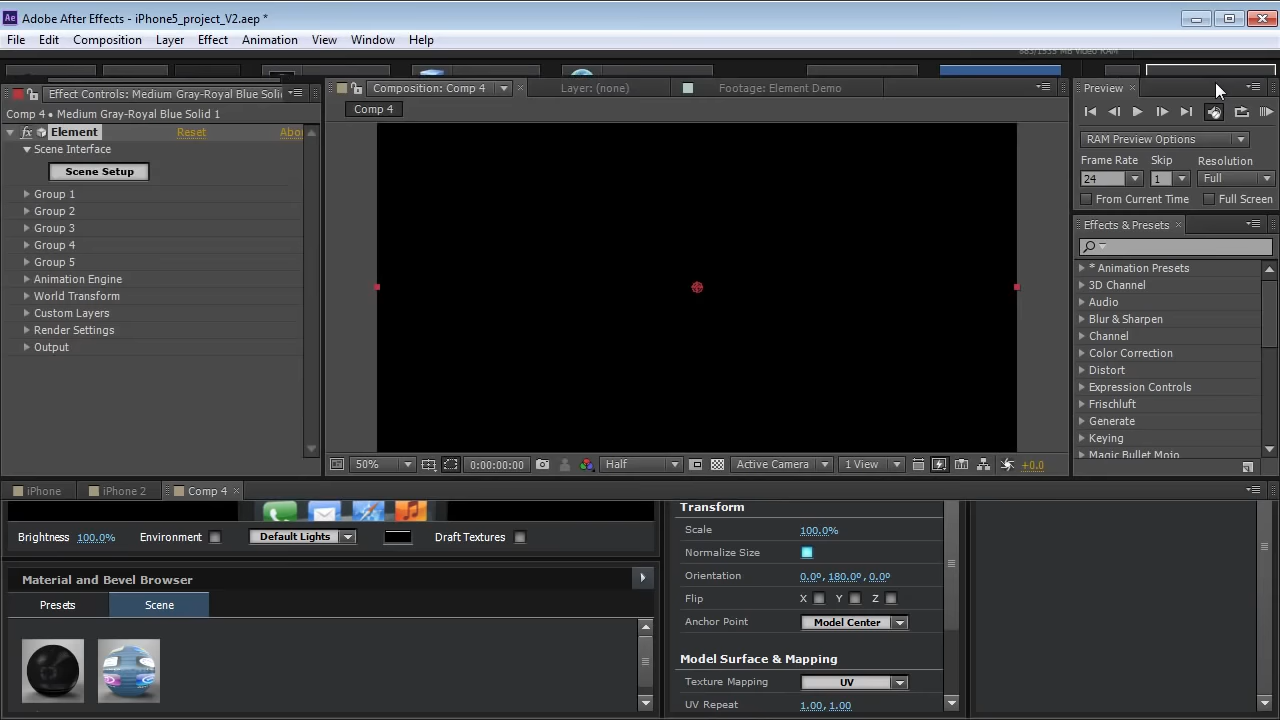 Adobe After Effects - iPhone5_project_V2.aep *
File Edit Composition Layer Effect Animation View Window Help
883/1535 MB Video RAM
Effect Controls: Medium Gray-Royal Blue Soli
Composition: Comp 4
Layer: (none)
Footage: Element Demo
Preview
Comp 4 • Medium Gray-Royal Blue Solid 1
Comp 4
Element Reset Abo
Scene Interface
Scene Setup
Group 1
Group 2
Group 3
Group 4
Group 5
Animation Engine
World Transform
Custom Layers
Render Settings
Output
RAM Preview Options
Frame Rate Skip Resolution
24 1 Full
From Current Time Full Screen
Effects & Presets
* Animation Presets
3D Channel
Audio
Blur & Sharpen
Channel
Color Correction
Distort
Expression Controls
Frischluft
Generate
Keying
Magic Bullet Mojo
50% 0:00:00:00 Half Active Camera 1 View +0.0
iPhone iPhone 2 Comp 4
Brightness 100.0% Environment Default Lights Draft Textures
Material and Bevel Browser
Presets Scene
Transform
Scale 100.0%
Normalize Size
Orientation 0.0°, 180.0°, 0.0°
Flip X Y Z
Anchor Point Model Center
Model Surface & Mapping
Texture Mapping UV
UV Repeat 1.00, 1.00